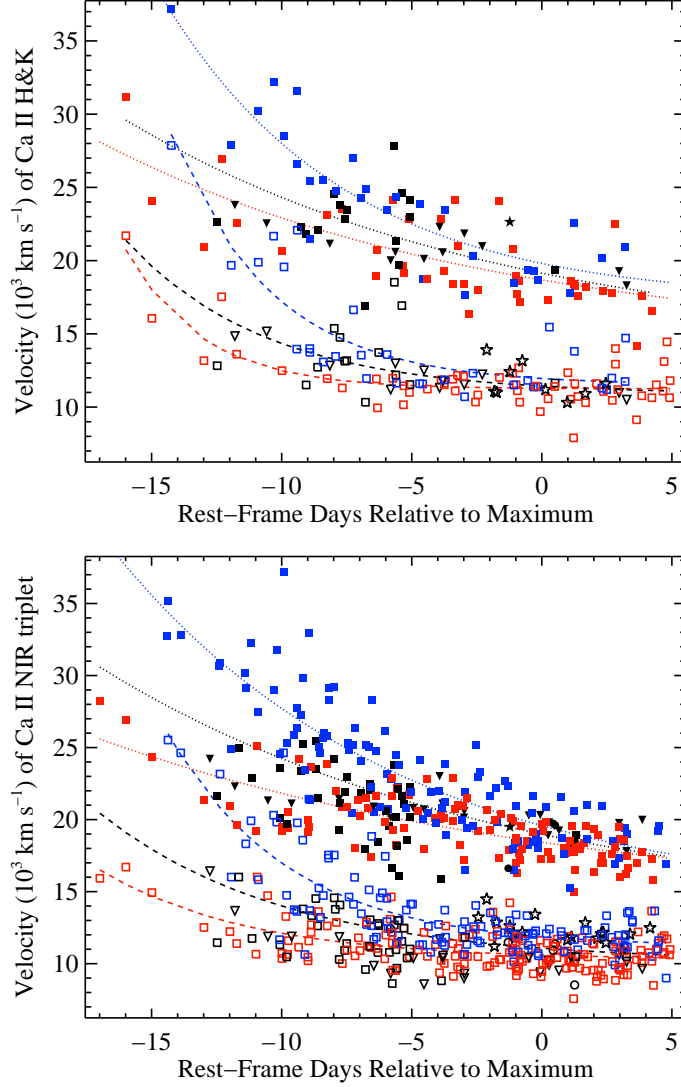 35
30
25
20
15
10
Velocity (10³ km s⁻¹) of Ca II H&K
−15 −10 −5 0 5
Rest−Frame Days Relative to Maximum
35
30
25
20
15
10
Velocity (10³ km s⁻¹) of Ca II NIR triplet
−15 −10 −5 0 5
Rest−Frame Days Relative to Maximum